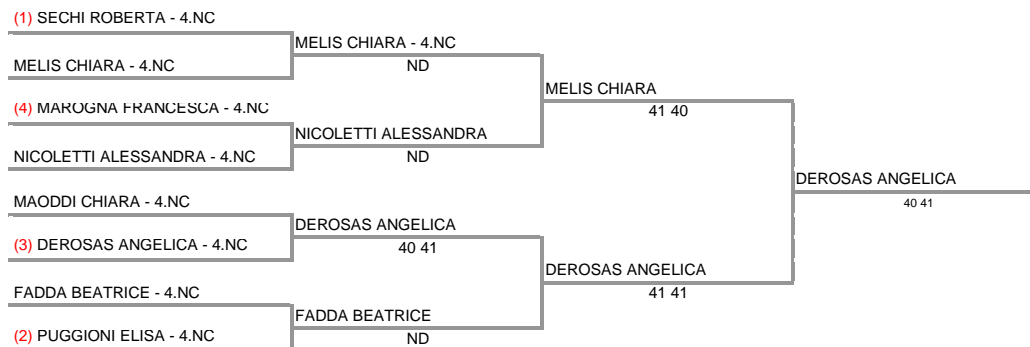 (1) SECHI ROBERTA - 4.NC
MELIS CHIARA - 4.NC
MELIS CHIARA - 4.NC
ND
MELIS CHIARA
41 40
(4) MAROGNA FRANCESCA - 4.NC
NICOLETTI ALESSANDRA
ND
NICOLETTI ALESSANDRA - 4.NC
DEROSAS ANGELICA
40 41
MAODDI CHIARA - 4.NC
DEROSAS ANGELICA
40 41
(3) DEROSAS ANGELICA - 4.NC
DEROSAS ANGELICA
41 41
FADDA BEATRICE - 4.NC
FADDA BEATRICE
ND
(2) PUGGIONI ELISA - 4.NC